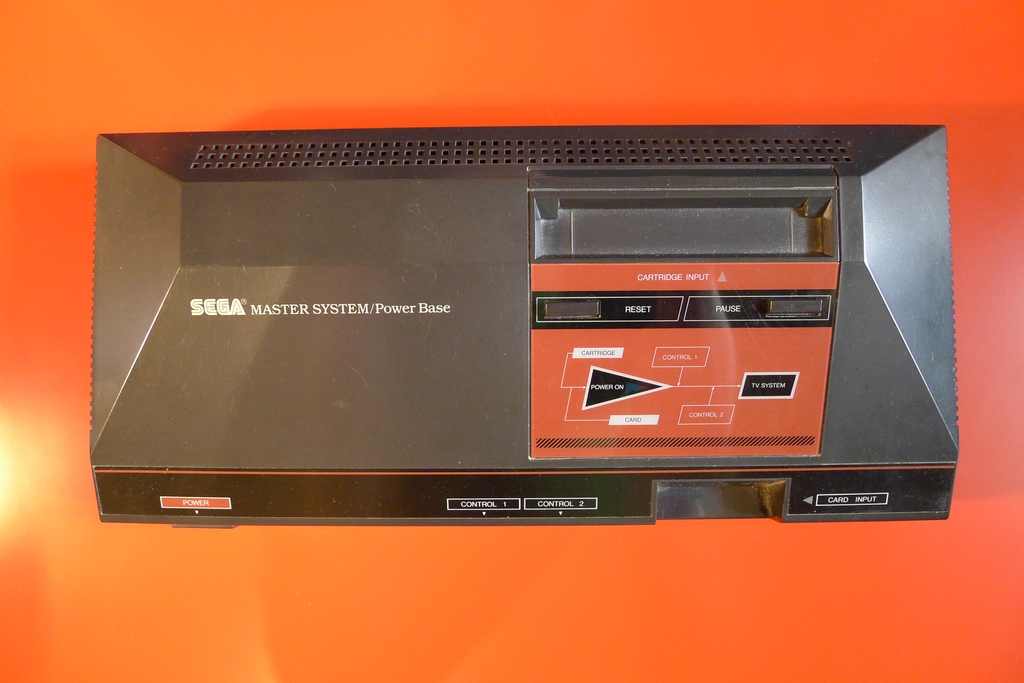 CARTRIDGE INPUT
SEGA® MASTER SYSTEM/Power Base
RESET
PAUSE
CARTRIDGE
CONTROL 1
POWER ON
TV SYSTEM
CARD
CONTROL 2
POWER
CONTROL 1
CONTROL 2
CARD INPUT